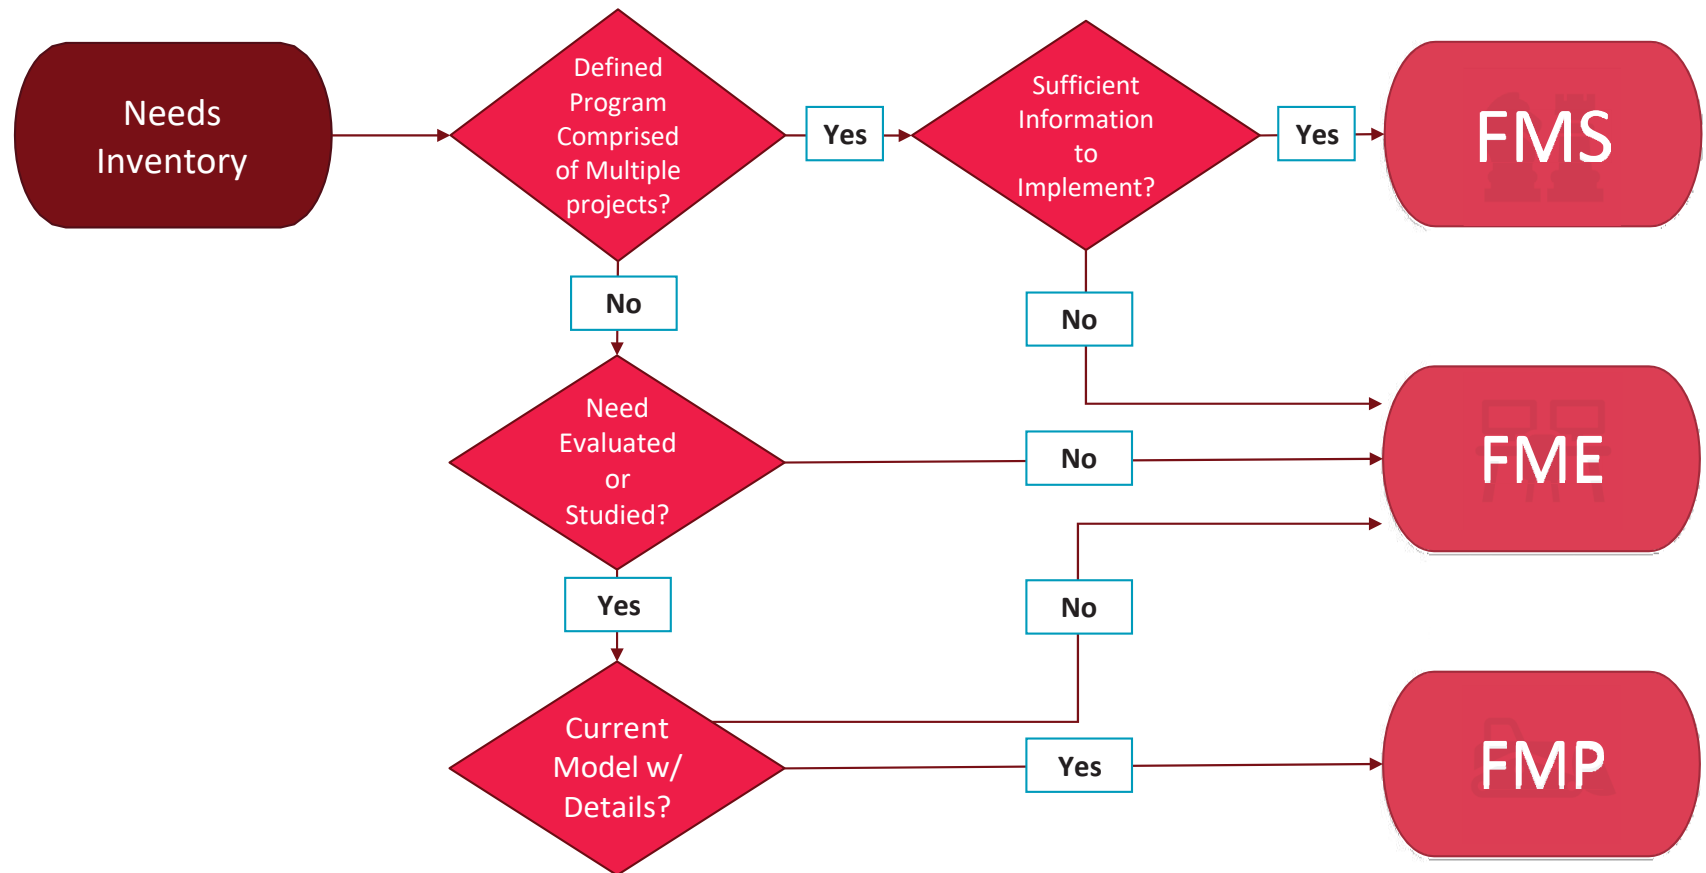 Needs
Inventory
Defined
Program
Comprised
of Multiple
projects?
Yes
Sufficient
Information
to
Implement?
Yes
FMS
No
No
Need
Evaluated
or
Studied?
No
FME
Yes
No
Current
Model w/
Details?
Yes
FMP